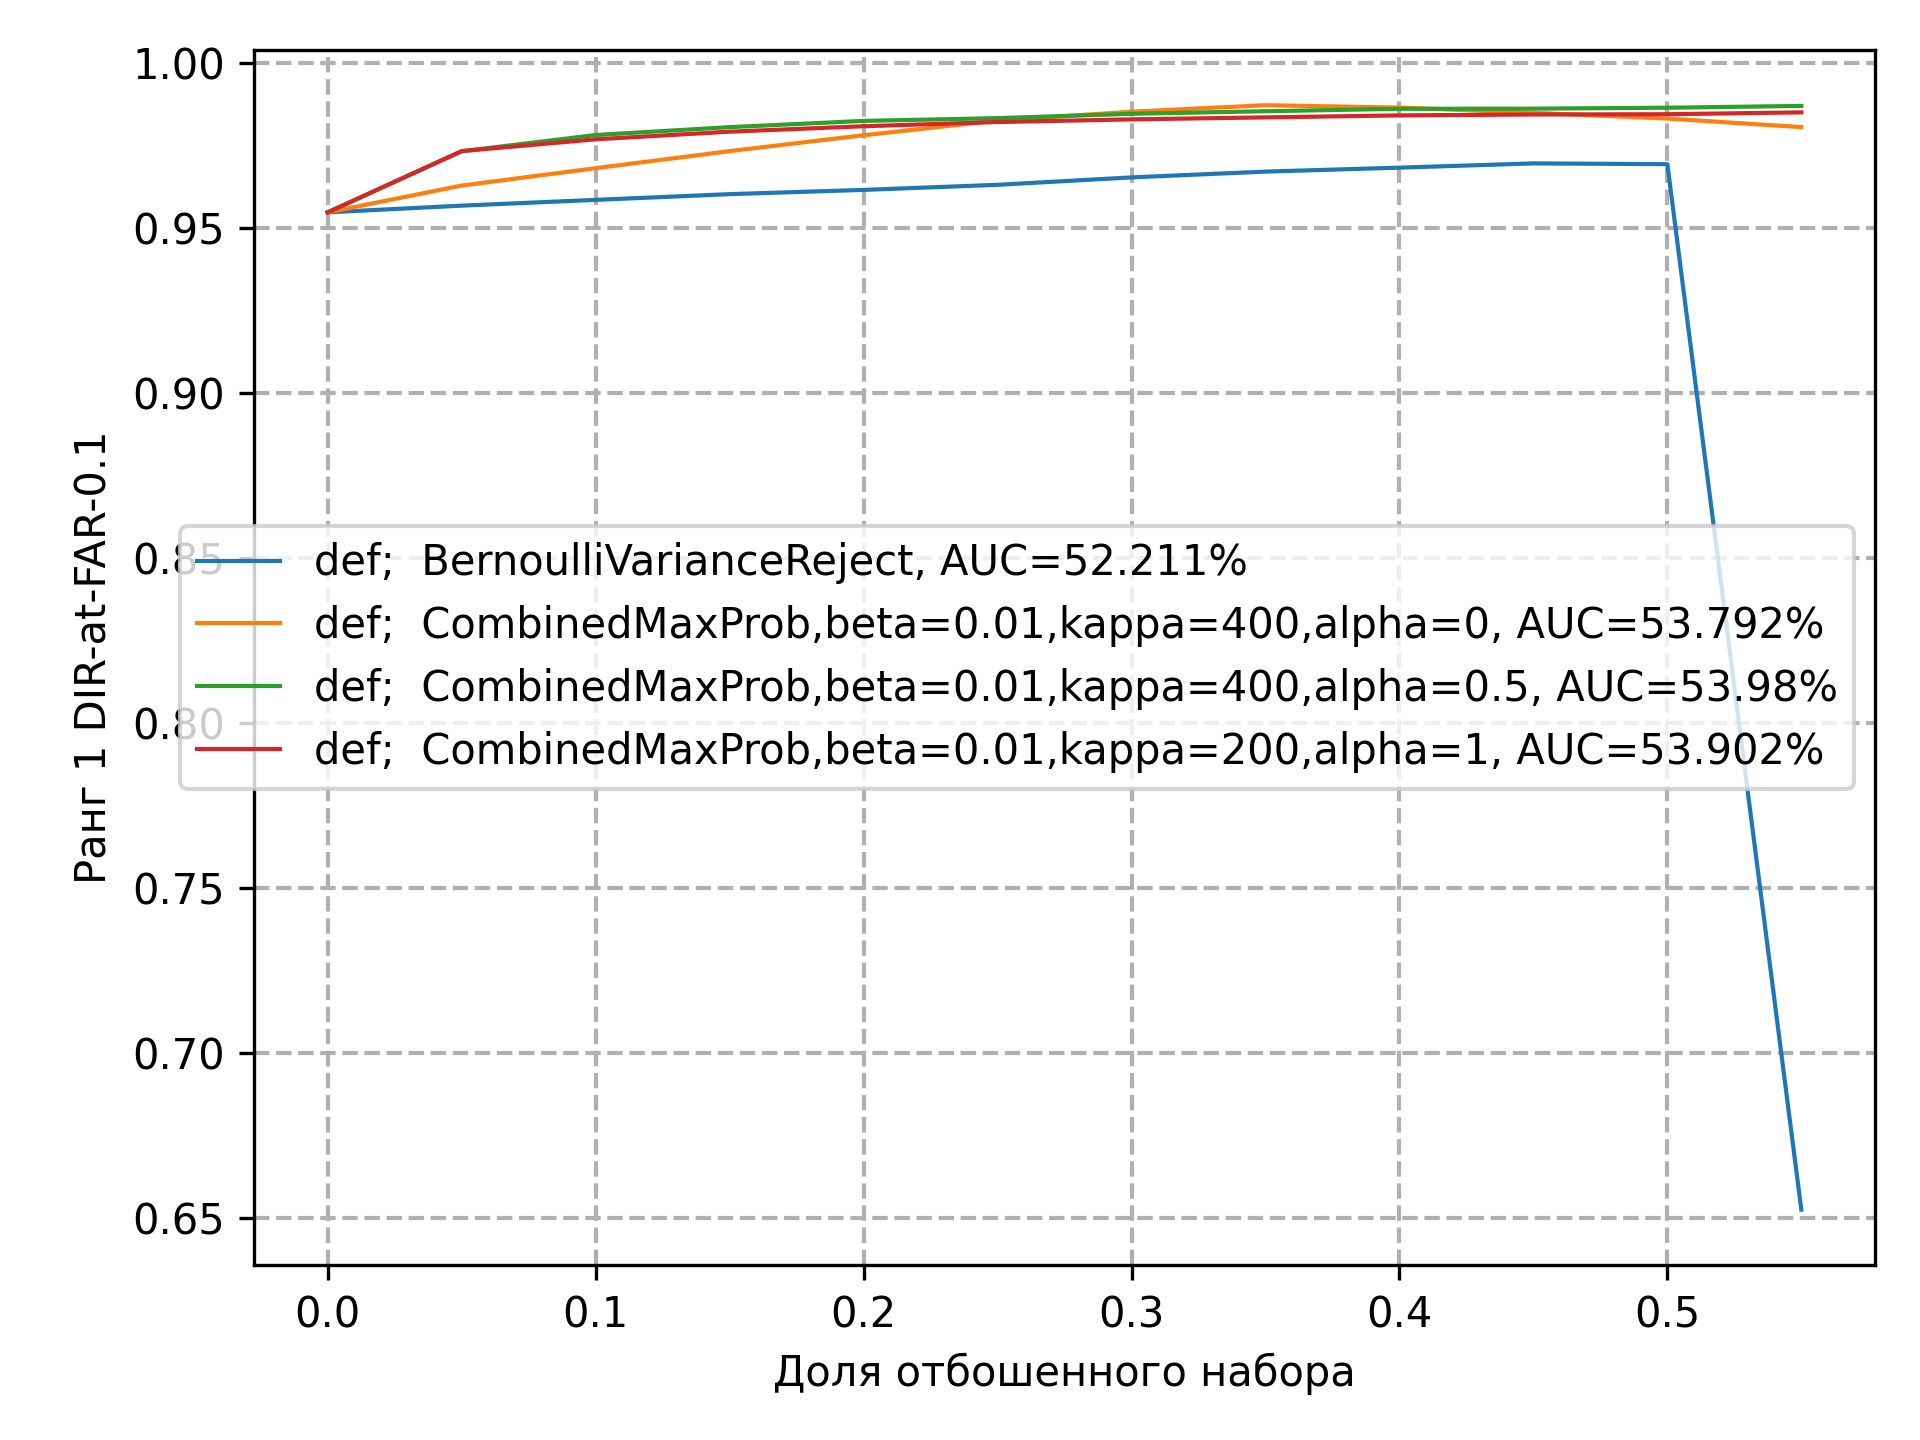 1.00
0.95
0.90
0.85
0.80
0.75
0.70
0.65
Ранг 1 DIR-at-FAR-0.1
def;  BernoulliVarianceReject, AUC=52.211%
def;  CombinedMaxProb,beta=0.01,kappa=400,alpha=0, AUC=53.792%
def;  CombinedMaxProb,beta=0.01,kappa=400,alpha=0.5, AUC=53.98%
def;  CombinedMaxProb,beta=0.01,kappa=200,alpha=1, AUC=53.902%
0.0 0.1 0.2 0.3 0.4 0.5
Доля отбошенного набора